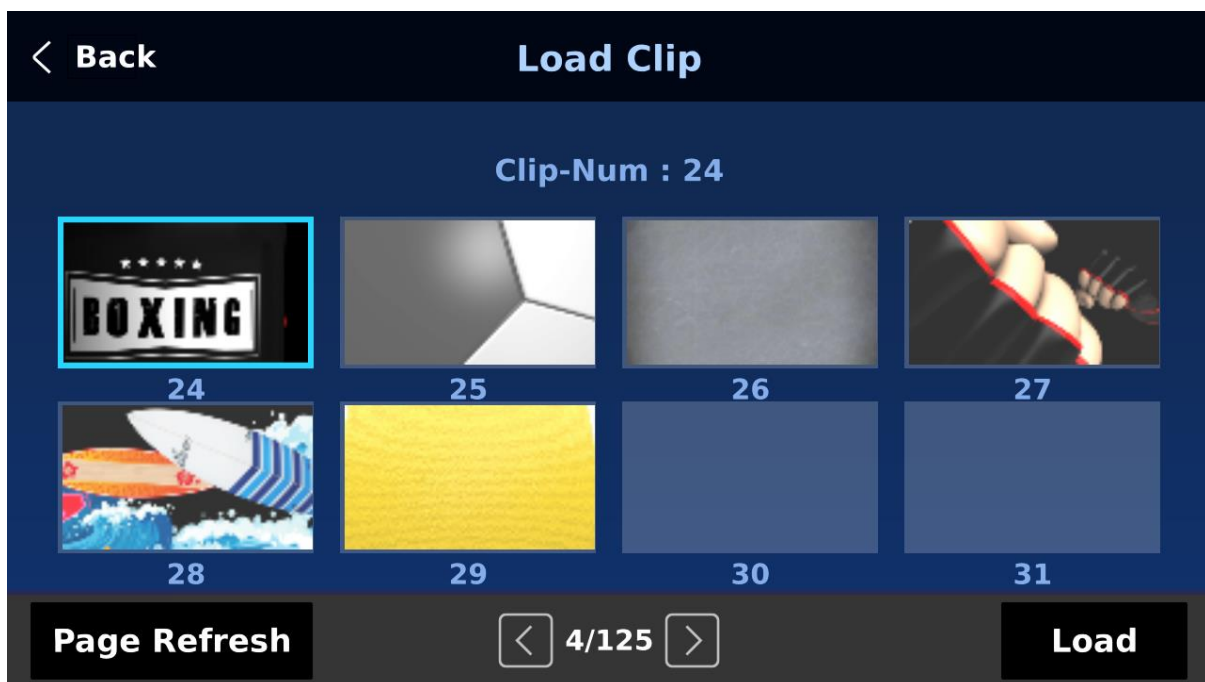 Back
Load Clip
Clip-Num : 24
BOXING
24
25
26
27
28
29
30
31
Page Refresh
4/125
Load